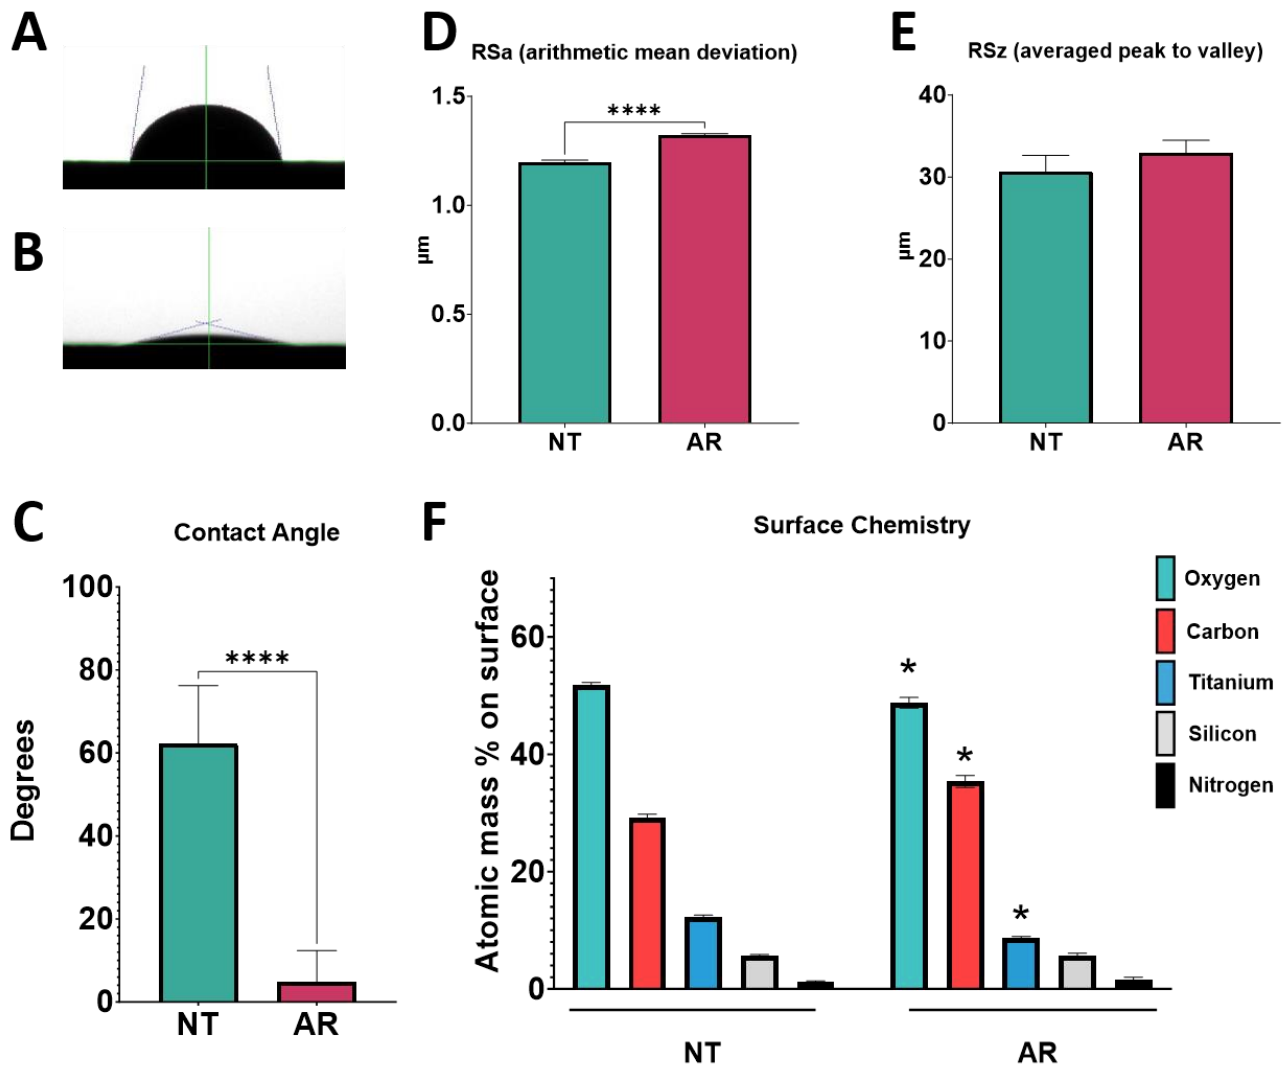 A
B
D
RSa (arithmetic mean deviation)
1.5
1.0
0.5
0.0
µm
****
NT
AR
E
RSz (averaged peak to valley)
40
30
20
10
0
µm
NT
AR
C
Contact Angle
100
80
60
40
20
0
Degrees
****
NT
AR
F
Surface Chemistry
Atomic mass % on surface
60
40
20
0
*
*
*
NT
AR
Oxygen
Carbon
Titanium
Silicon
Nitrogen